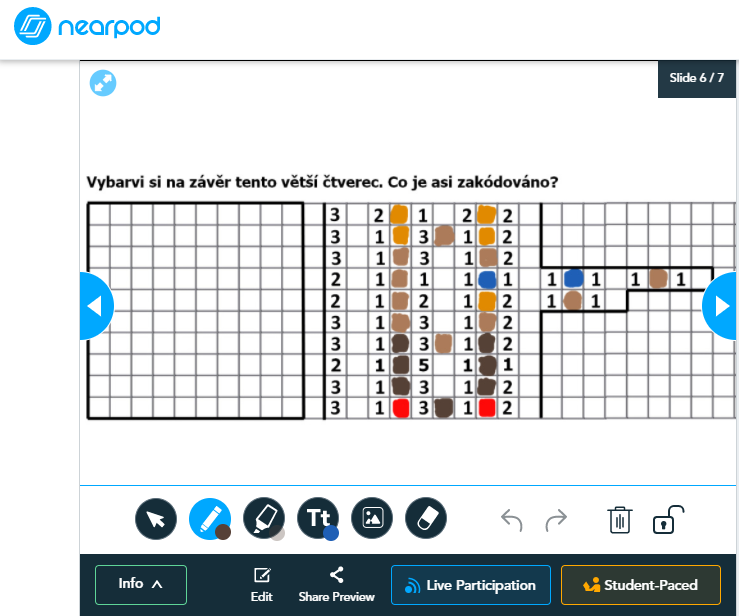 nearpod
Slide 6 / 7
Vybarvi si na závěr tento větší čtverec. Co je asi zakódováno?
3 2 1 2 2
3 1 3 1 2
3 1 3 1 2
2 1 1 1 1 1 1 1 1
2 1 2 1 2 1 1
3 1 3 1 2
3 1 3 1 2
2 1 5 1 1
3 1 3 1 2
3 1 3 1 2
Tt
Info
Edit
Share Preview
Live Participation
Student-Paced